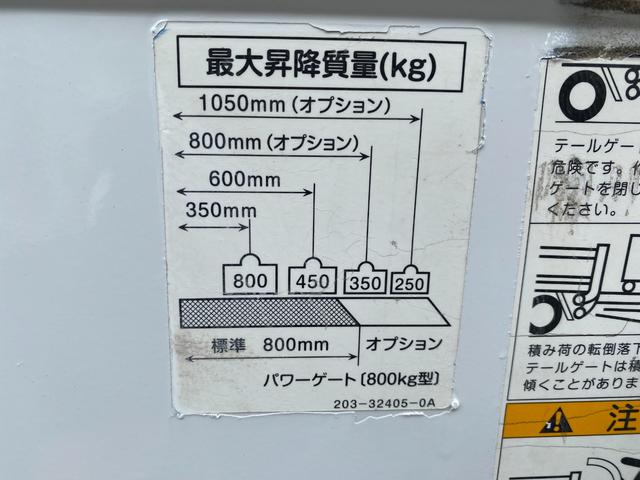 最大昇降質量(kg)
1050mm(オプション)
800mm(オプション)
600mm
350mm
800 450 350 250
標準 800mm オプション
パワーゲート〔800kg型〕
203-32405-0A
テールゲート
危険です。
ゲートを閉じ
ください。
積み荷の転倒落下
テールゲートは積
傾くことがありま
注